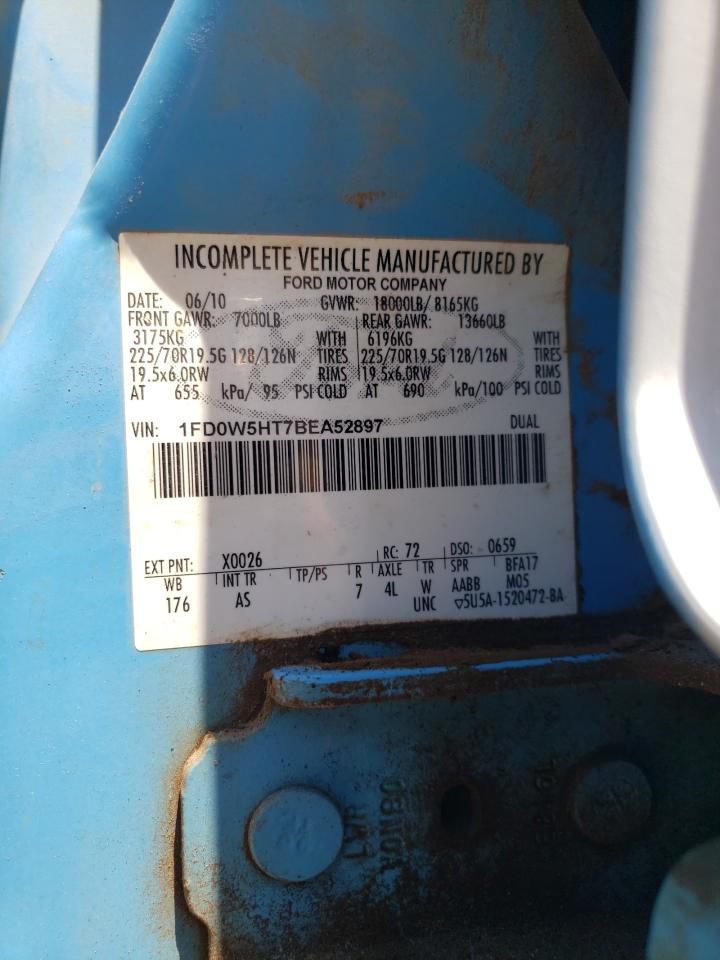 INCOMPLETE VEHICLE MANUFACTURED BY
FORD MOTOR COMPANY
DATE: 06/10 GVWR: 18000LB/ 8165KG
FRONT GAWR: 7000LB REAR GAWR: 13660LB
3175KG WITH 6196KG WITH
225/70R19.5G 128/126N TIRES 225/70R19.5G 128/126N TIRES
19.5x6.0RW RIMS 19.5x6.0RW RIMS
AT 655 kPa/ 95 PSI COLD AT 690 kPa/100 PSI COLD
VIN: 1FD0W5HT7BEA52897 DUAL
EXT PNT: X0026 RC: 72 DSO: 0659
WB INT TR TP/PS R AXLE TR SPR BFA17
176 AS 7 4L W AABB M05
UNC ▽5U5A-1520472-BA
LWR